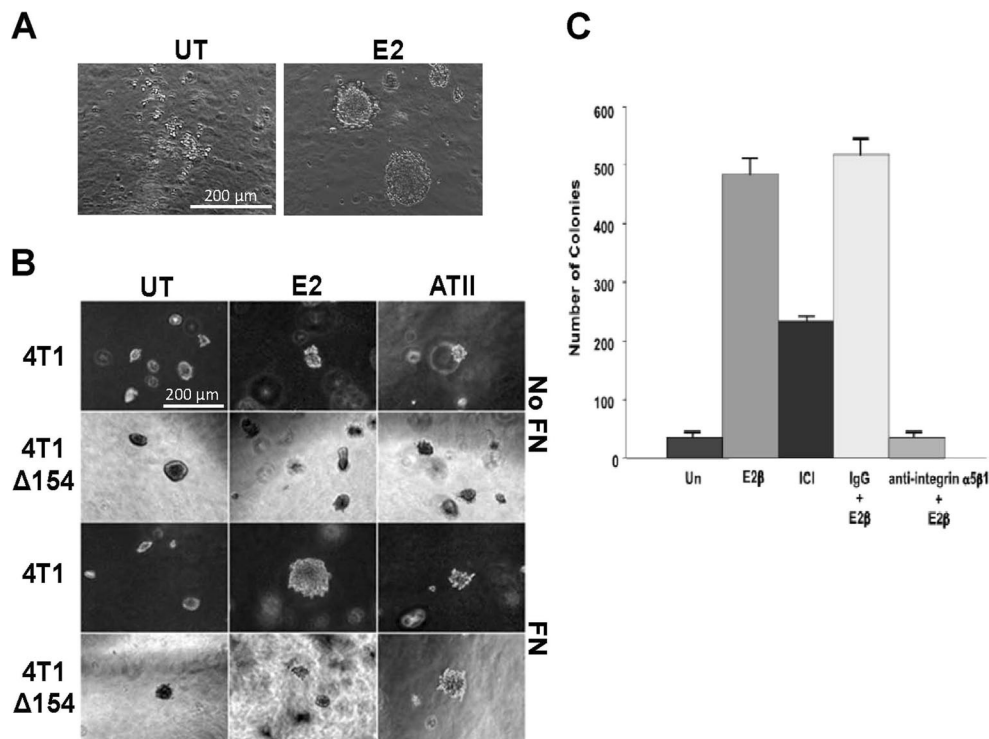 A
UT
E2
200 µm
B
UT
E2
ATII
4T1
200 µm
4T1
Δ154
No FN
4T1
4T1
Δ154
FN
C
Number of Colonies
600
500
400
300
200
100
0
Un
E2β
ICI
IgG
+
E2β
anti-integrin α5β1
+
E2β